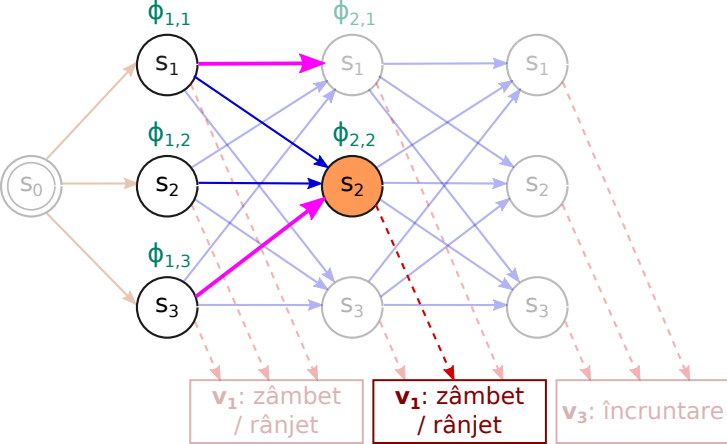 ϕ1,1 ϕ2,1
s1 s1 s1
ϕ1,2 ϕ2,2
s0 s2 s2 s2
ϕ1,3
s3 s3 s3
v1: zâmbet
/ rânjet
v1: zâmbet
/ rânjet
v3: încruntare